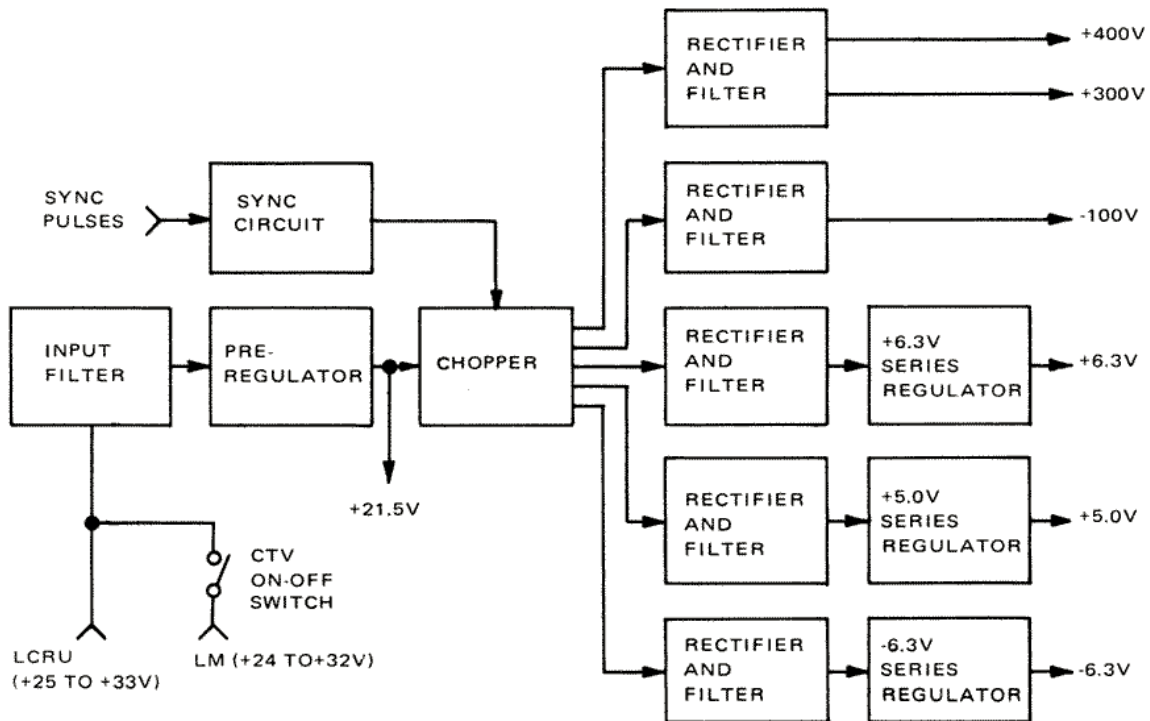 RECTIFIER
AND
FILTER
+400V
+300V
SYNC
PULSES
SYNC
CIRCUIT
RECTIFIER
AND
FILTER
-100V
INPUT
FILTER
PRE-
REGULATOR
CHOPPER
RECTIFIER
AND
FILTER
+6.3V
SERIES
REGULATOR
+6.3V
+21.5V
RECTIFIER
AND
FILTER
+5.0V
SERIES
REGULATOR
+5.0V
CTV
ON-OFF
SWITCH
LCRU
(+25 TO +33V)
LM (+24 TO+32V)
RECTIFIER
AND
FILTER
-6.3V
SERIES
REGULATOR
-6.3V